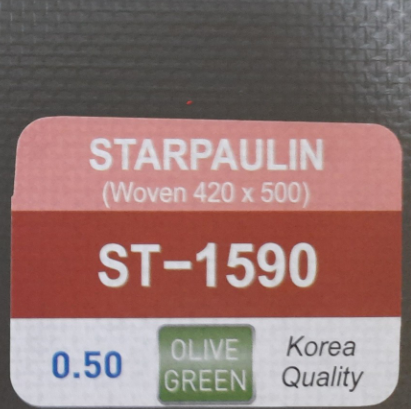 STARPAULIN
(Woven 420 x 500)
ST-1590
0.50
OLIVE
GREEN
Korea
Quality